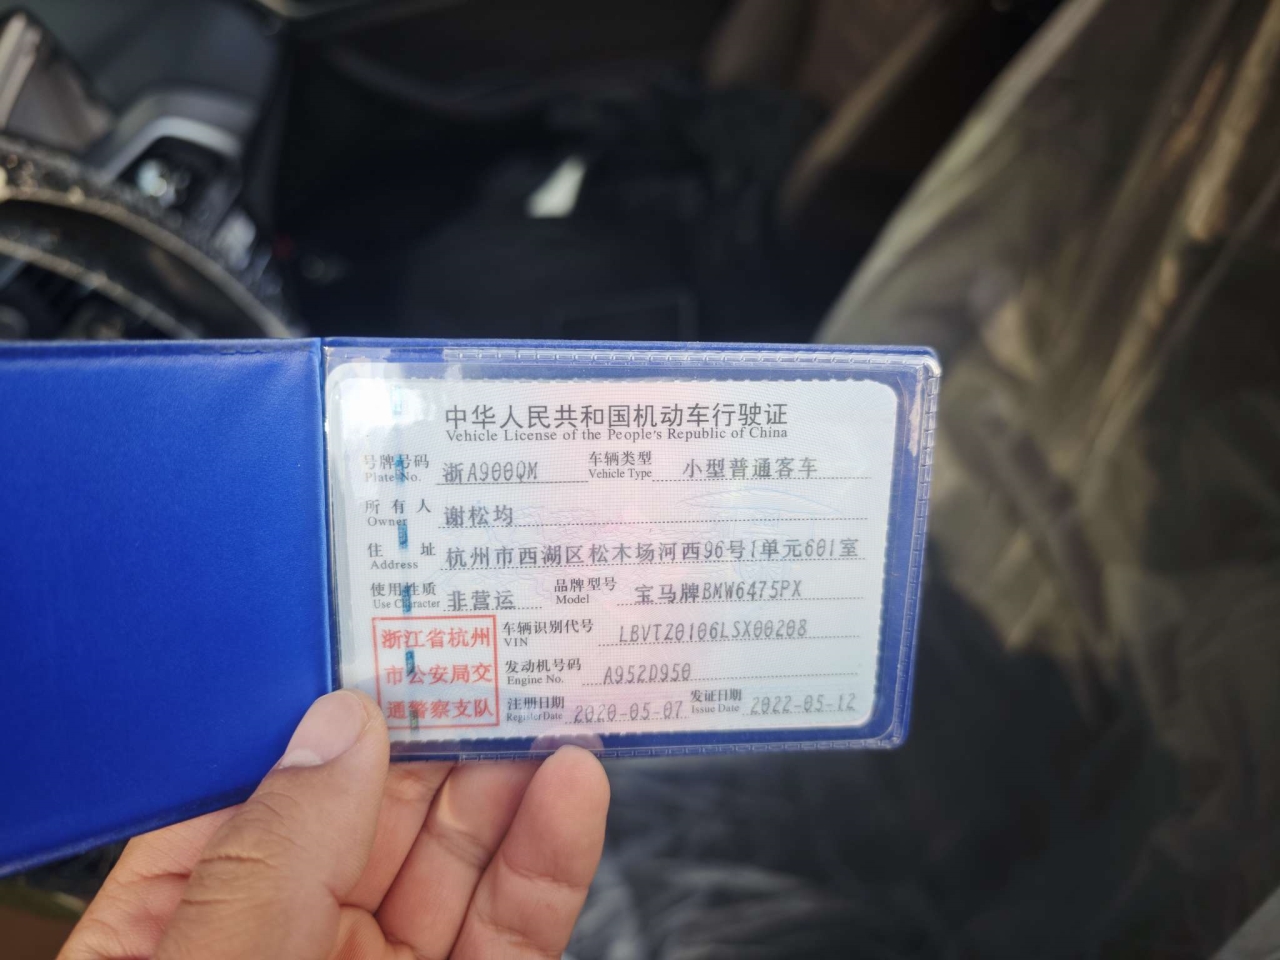 中华人民共和国机动车行驶证
Vehicle License of the People's Republic of China
号牌号码 浙A900QM 车辆类型 小型普通客车
Plate No. Vehicle Type
所有人 谢松均
Owner
住址 杭州市西湖区松木场河西96号1单元601室
Address
使用性质 非营运 品牌型号 宝马牌BMW6475PX
Use Character Model
浙江省杭州
市公安局交
通警察支队
车辆识别代号 LBVTZ0106LSX00208
VIN
发动机号码 A952D950
Engine No.
注册日期 2020-05-07 发证日期 2022-05-12
Register Date Issue Date